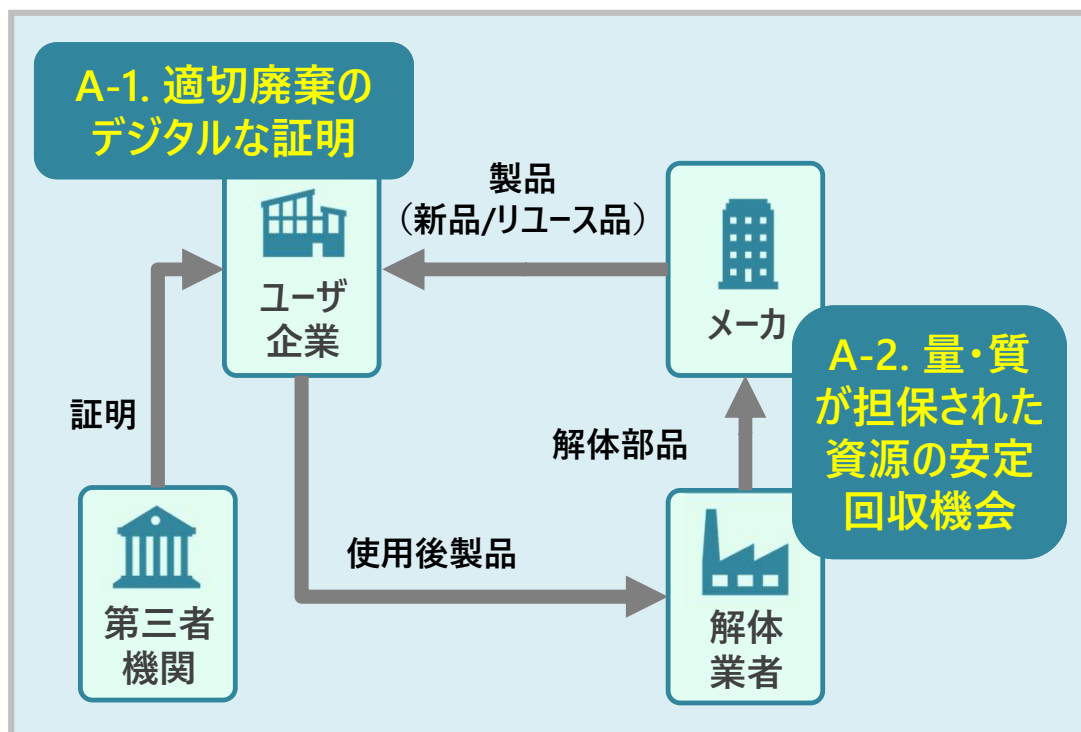 A-1. 適切廃棄の
デジタルな証明
製品
（新品/リユース品）
ユーザ
企業
メーカ
A-2. 量・質
が担保された
資源の安定
回収機会
証明
解体部品
使用後製品
第三者
機関
解体
業者